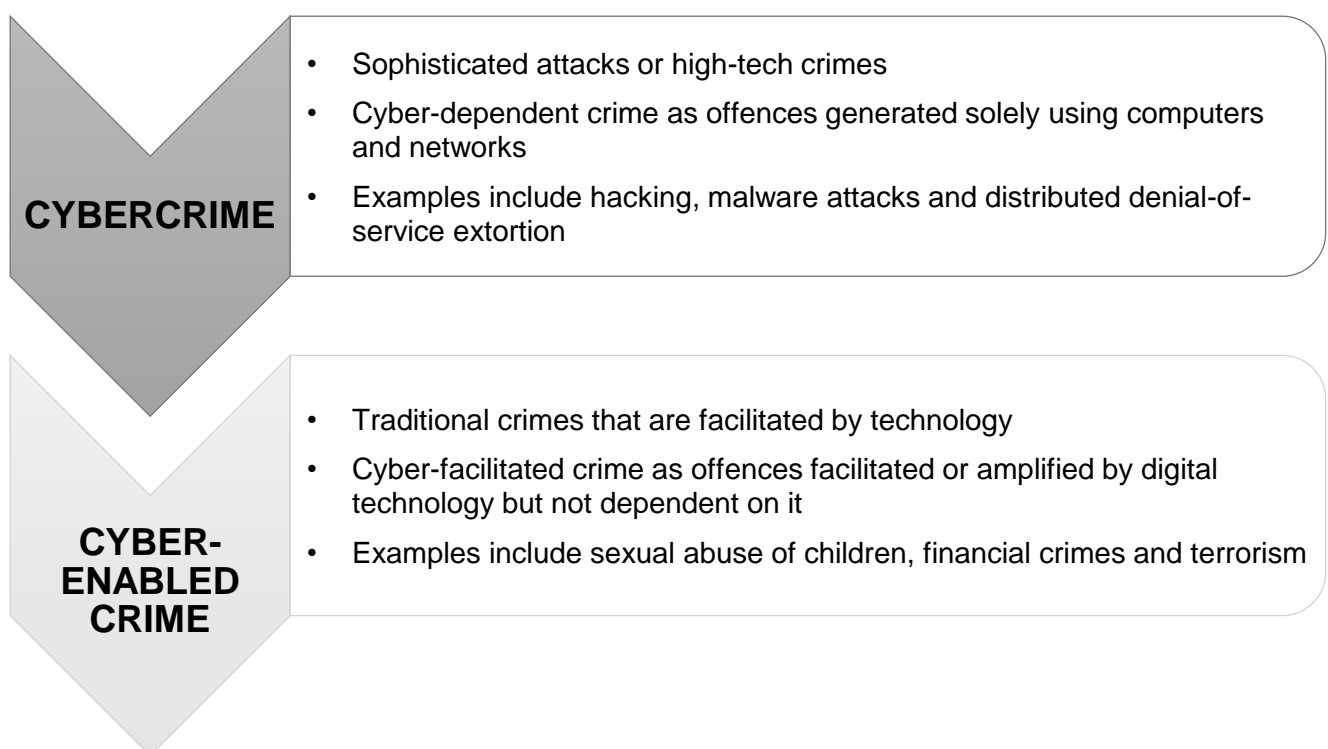 CYBERCRIME
• Sophisticated attacks or high-tech crimes
• Cyber-dependent crime as offences generated solely using computers
and networks
• Examples include hacking, malware attacks and distributed denial-of-
service extortion
CYBER-
ENABLED
CRIME
• Traditional crimes that are facilitated by technology
• Cyber-facilitated crime as offences facilitated or amplified by digital
technology but not dependent on it
• Examples include sexual abuse of children, financial crimes and terrorism